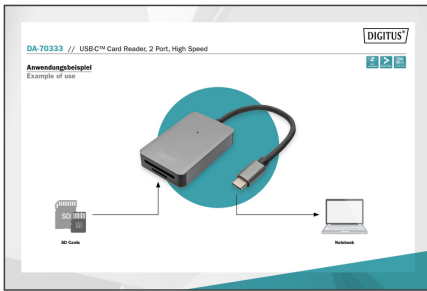 DIGITUS®
DA-70333 // USB-C™ Card Reader, 2 Port, High Speed
Anwendungsbeispiel
Example of use
DIGITUS
SD
SD Cards
Notebook